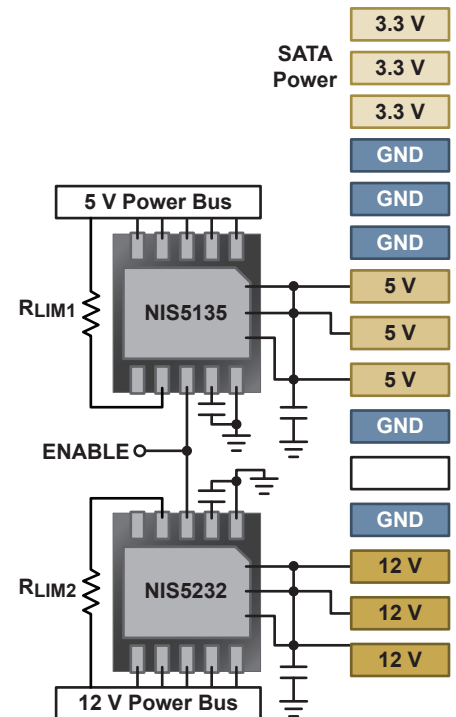 3.3 V
SATA
Power
3.3 V
3.3 V
GND
GND
5 V Power Bus
GND
NIS5135
5 V
RLIM1
5 V
5 V
GND
ENABLE
GND
12 V
NIS5232
RLIM2
12 V
12 V
12 V Power Bus